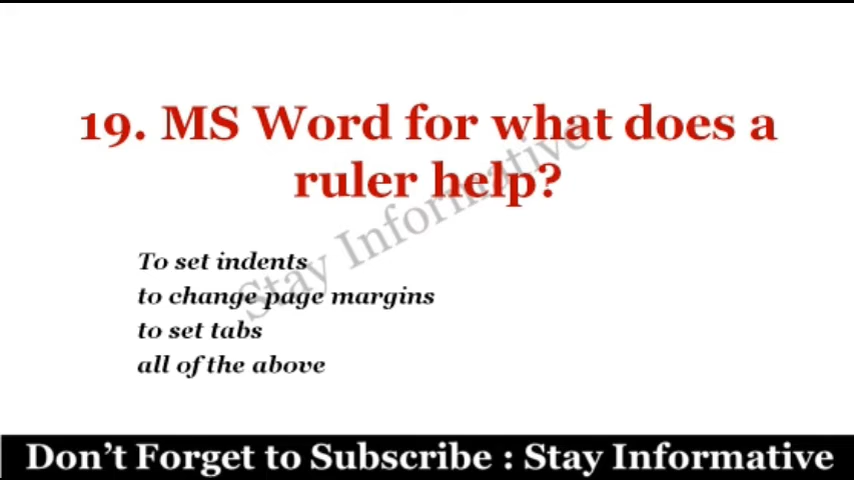 19. MS Word for what does a
ruler help?
Stay Informative
To set indents
to change page margins
to set tabs
all of the above
Don't Forget to Subscribe : Stay Informative